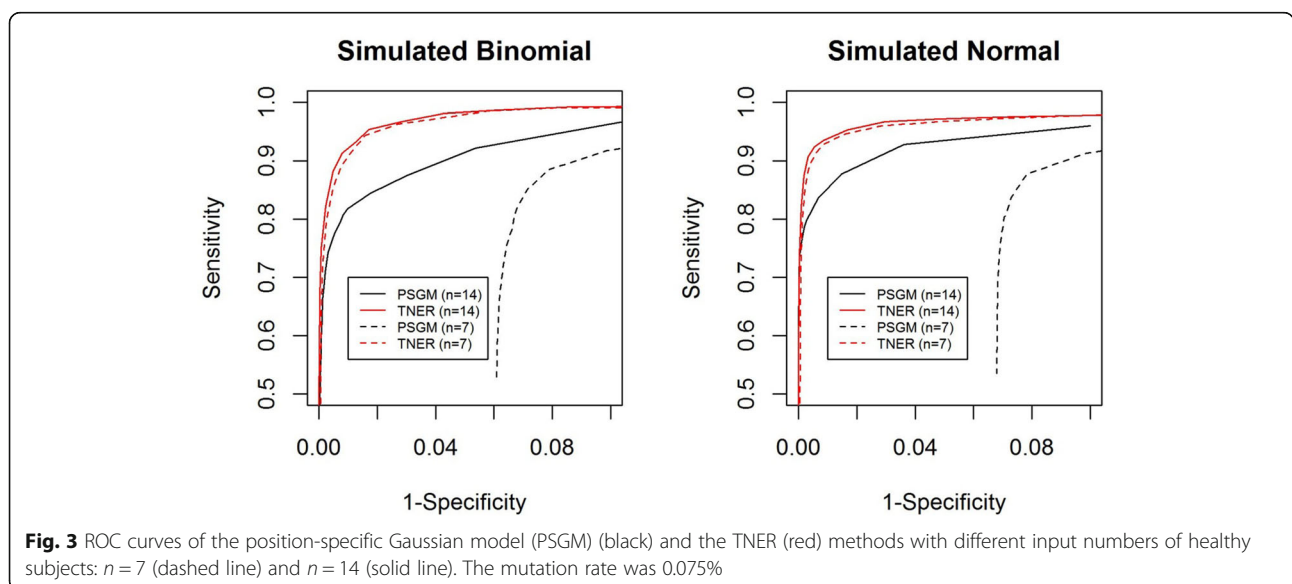 Simulated Binomial
Sensitivity
1.0
0.9
0.8
0.7
0.6
0.5
PSGM (n=14)
TNER (n=14)
PSGM (n=7)
TNER (n=7)
0.00 0.04 0.08
1-Specificity
Simulated Normal
Sensitivity
1.0
0.9
0.8
0.7
0.6
0.5
PSGM (n=14)
TNER (n=14)
PSGM (n=7)
TNER (n=7)
0.00 0.04 0.08
1-Specificity
Fig. 3 ROC curves of the position-specific Gaussian model (PSGM) (black) and the TNER (red) methods with different input numbers of healthy
subjects: n = 7 (dashed line) and n = 14 (solid line). The mutation rate was 0.075%